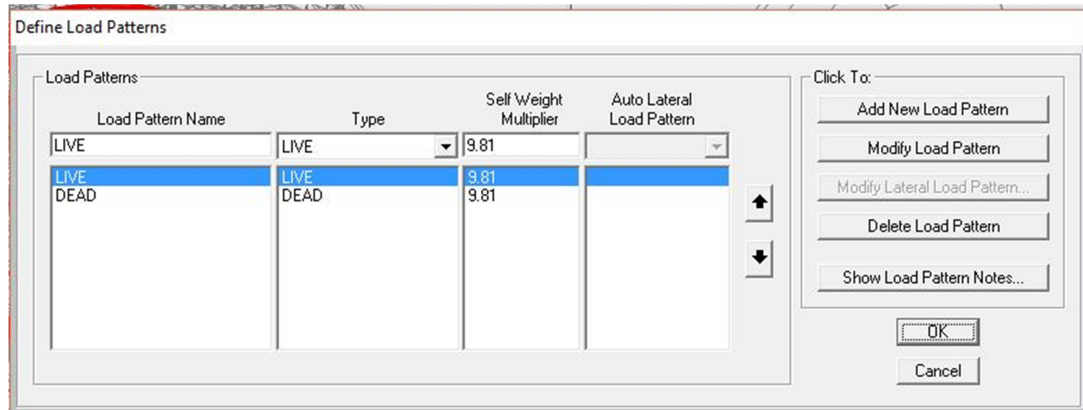 Define Load Patterns
Load Patterns
Load Pattern Name
Type
Self Weight
Multiplier
Auto Lateral
Load Pattern
LIVE LIVE 9.81
LIVE LIVE 9.81
DEAD DEAD 9.81
Click To:
Add New Load Pattern
Modify Load Pattern
Modify Lateral Load Pattern...
Delete Load Pattern
Show Load Pattern Notes...
OK
Cancel